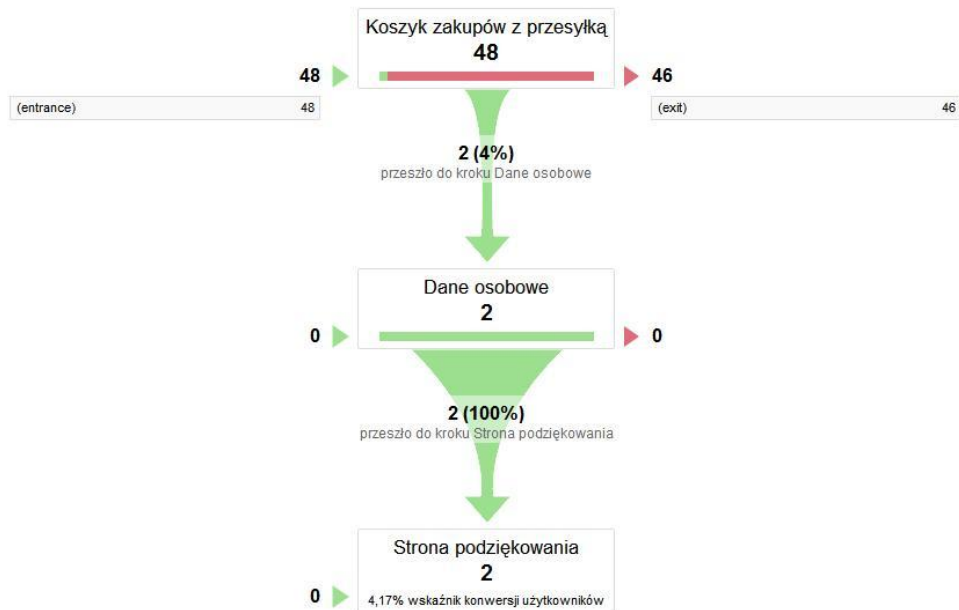 Koszyk zakupów z przesyłką
48
48
46
(entrance) 48
(exit) 46
2 (4%)
przeszło do kroku Dane osobowe
Dane osobowe
2
0
0
2 (100%)
przeszło do kroku Strona podziękowania
Strona podziękowania
2
0
4,17% wskaźnik konwersji użytkowników